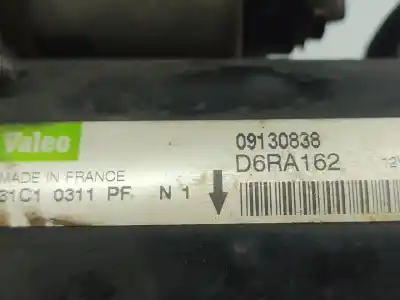 Valeo
09130838
D6RA162
MADE IN FRANCE
31C1 0311 PF N 1
12V